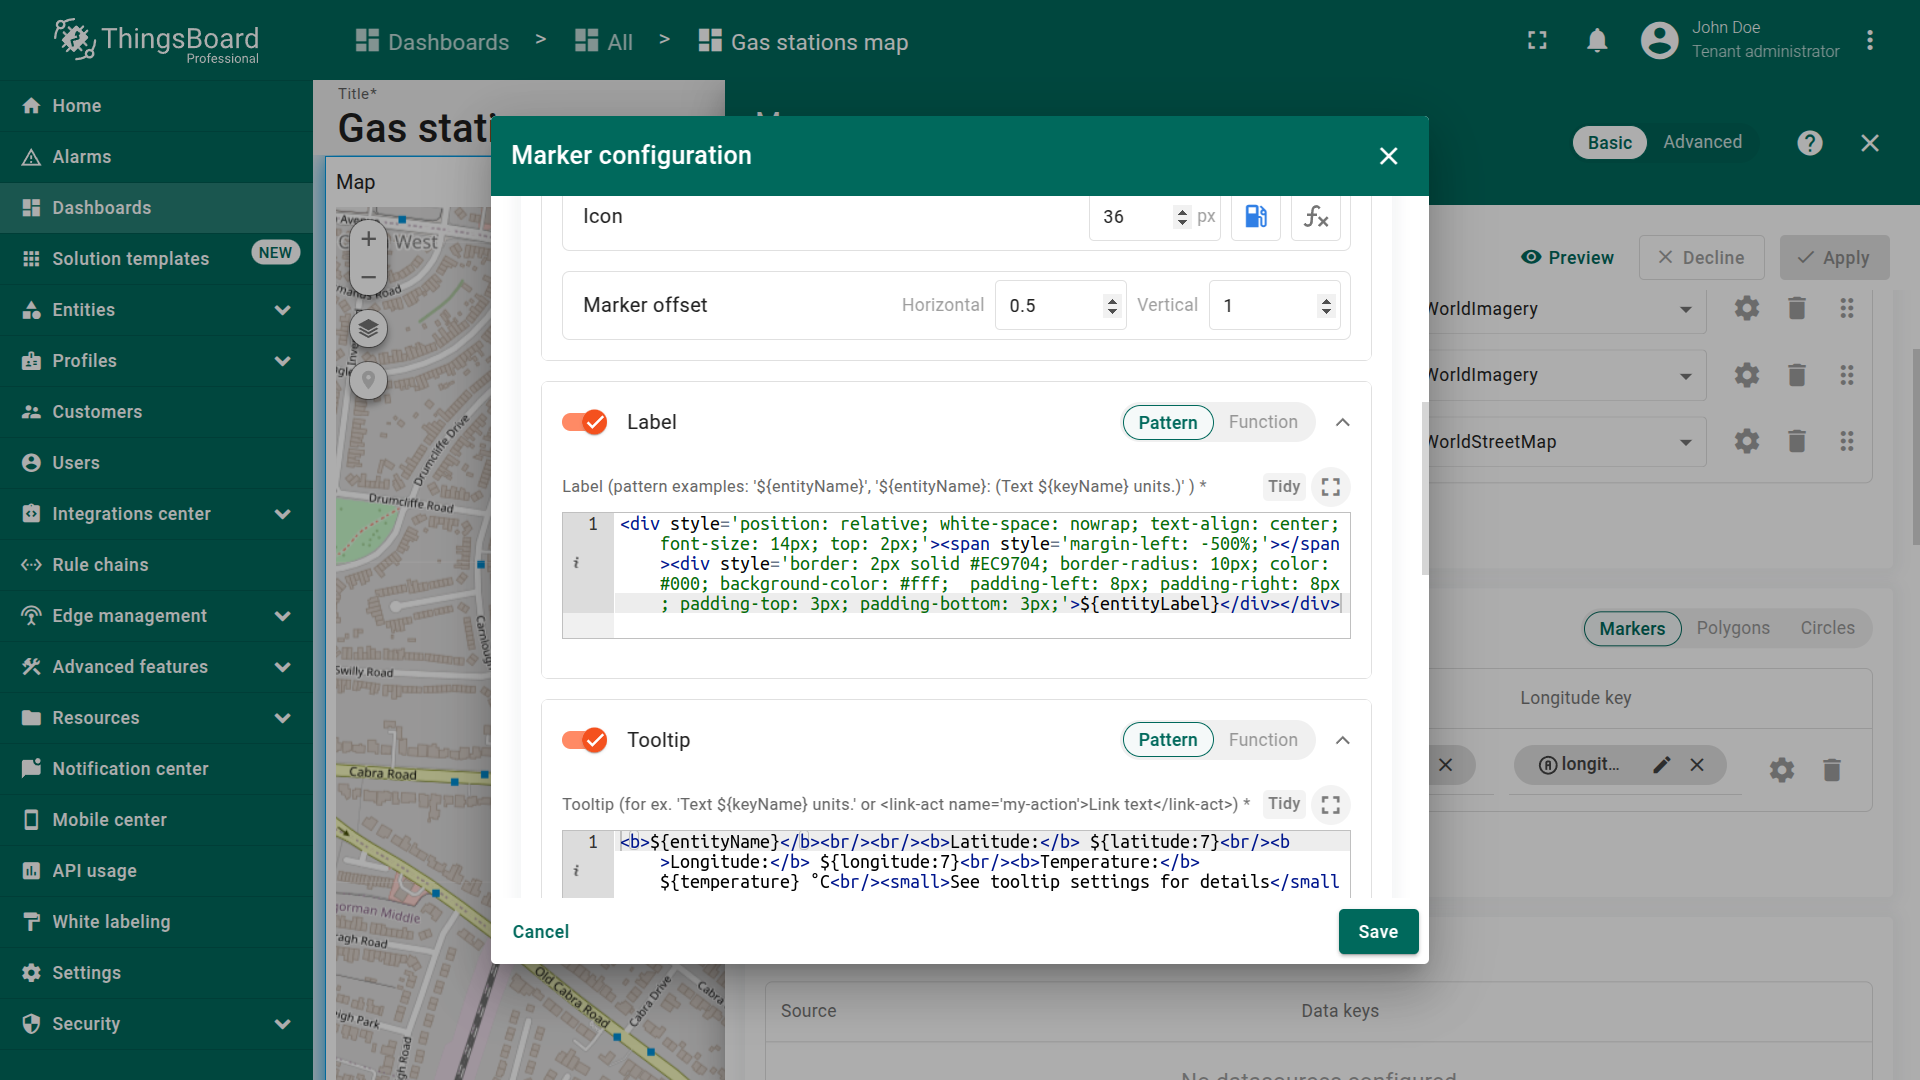 ThingsBoard
Professional
Dashboards > All > Gas stations map
John Doe
Tenant administrator
Home
Alarms
Dashboards
Solution templates NEW
Entities
Profiles
Customers
Users
Integrations center
Rule chains
Edge management
Advanced features
Resources
Notification center
Mobile center
API usage
White labeling
Settings
Security
Title*
Map
West
Drumcliffe Drive
Drumcliffe Road
Swilly Road
Cabra Road
Old Cabra Road
Cabra Drive
Marker configuration
Icon 36 px
Marker offset Horizontal 0.5 Vertical 1
Label Pattern Function
Label (pattern examples: '${entityName}', '${entityName}: (Text ${keyName} units.)' ) * Tidy
1 <div style='position: relative; white-space: nowrap; text-align: center;
font-size: 14px; top: 2px;'><span style='margin-left: -500%;'></span
><div style='border: 2px solid #EC9704; border-radius: 10px; color:
#000; background-color: #fff;  padding-left: 8px; padding-right: 8px
; padding-top: 3px; padding-bottom: 3px;'>${entityLabel}</div></div>
Tooltip Pattern Function
Tooltip (for ex. 'Text ${keyName} units.' or <link-act name='my-action'>Link text</link-act>) * Tidy
1 <b>${entityName}</b><br/><br/><b>Latitude:</b> ${latitude:7}<br/><b
>Longitude:</b> ${longitude:7}<br/><b>Temperature:</b>
${temperature} °C<br/><small>See tooltip settings for details</small
Cancel Save
Basic Advanced
Preview Decline Apply
WorldImagery
WorldImagery
WorldStreetMap
Markers Polygons Circles
Longitude key
longit...
Source Data keys